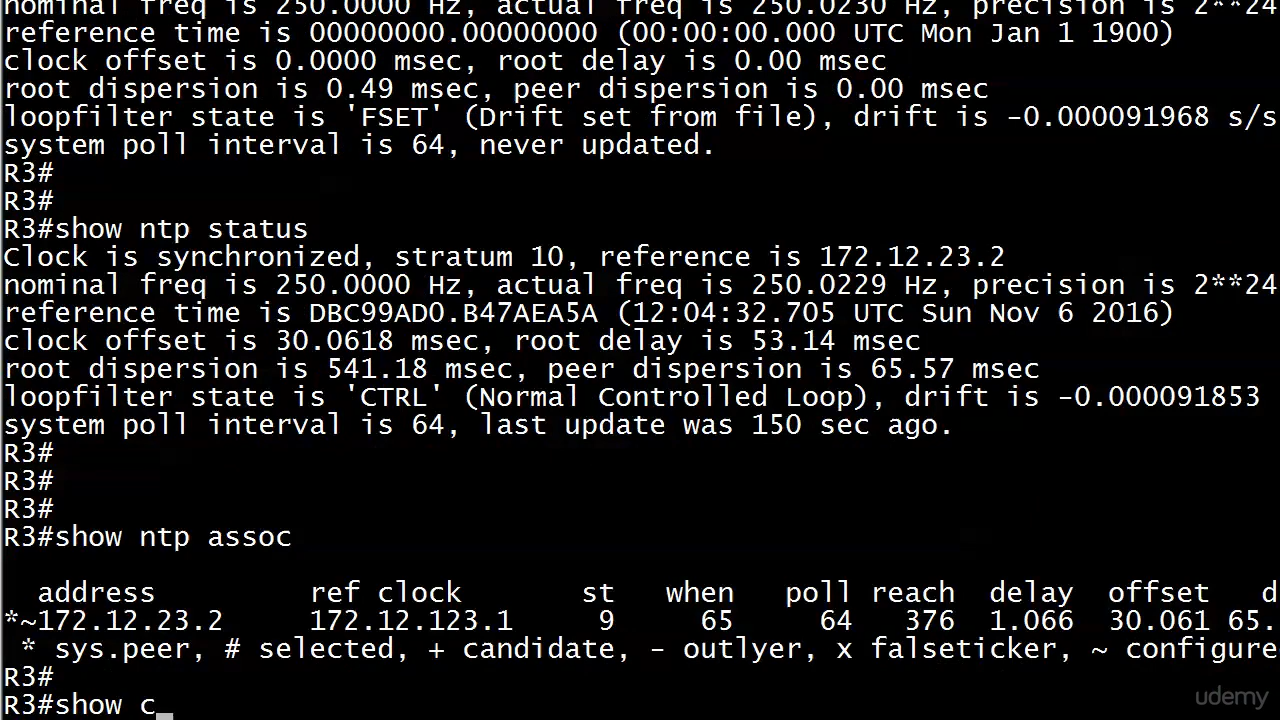 nominal freq is 250.0000 Hz, actual freq is 250.0230 Hz, precision is 2**24
reference time is 00000000.00000000 (00:00:00.000 UTC Mon Jan 1 1900)
clock offset is 0.0000 msec, root delay is 0.00 msec
root dispersion is 0.49 msec, peer dispersion is 0.00 msec
loopfilter state is 'FSET' (Drift set from file), drift is -0.000091968 s/s
system poll interval is 64, never updated.
R3#
R3#
R3#show ntp status
Clock is synchronized, stratum 10, reference is 172.12.23.2
nominal freq is 250.0000 Hz, actual freq is 250.0229 Hz, precision is 2**24
reference time is DBC99AD0.B47AEA5A (12:04:32.705 UTC Sun Nov 6 2016)
clock offset is 30.0618 msec, root delay is 53.14 msec
root dispersion is 541.18 msec, peer dispersion is 65.57 msec
loopfilter state is 'CTRL' (Normal Controlled Loop), drift is -0.000091853
system poll interval is 64, last update was 150 sec ago.
R3#
R3#
R3#
R3#show ntp assoc
address ref clock st when poll reach delay offset d
*~172.12.23.2 172.12.123.1 9 65 64 376 1.066 30.061 65.
* sys.peer, # selected, + candidate, - outlyer, x falseticker, ~ configure
R3#
R3#show c
udemy